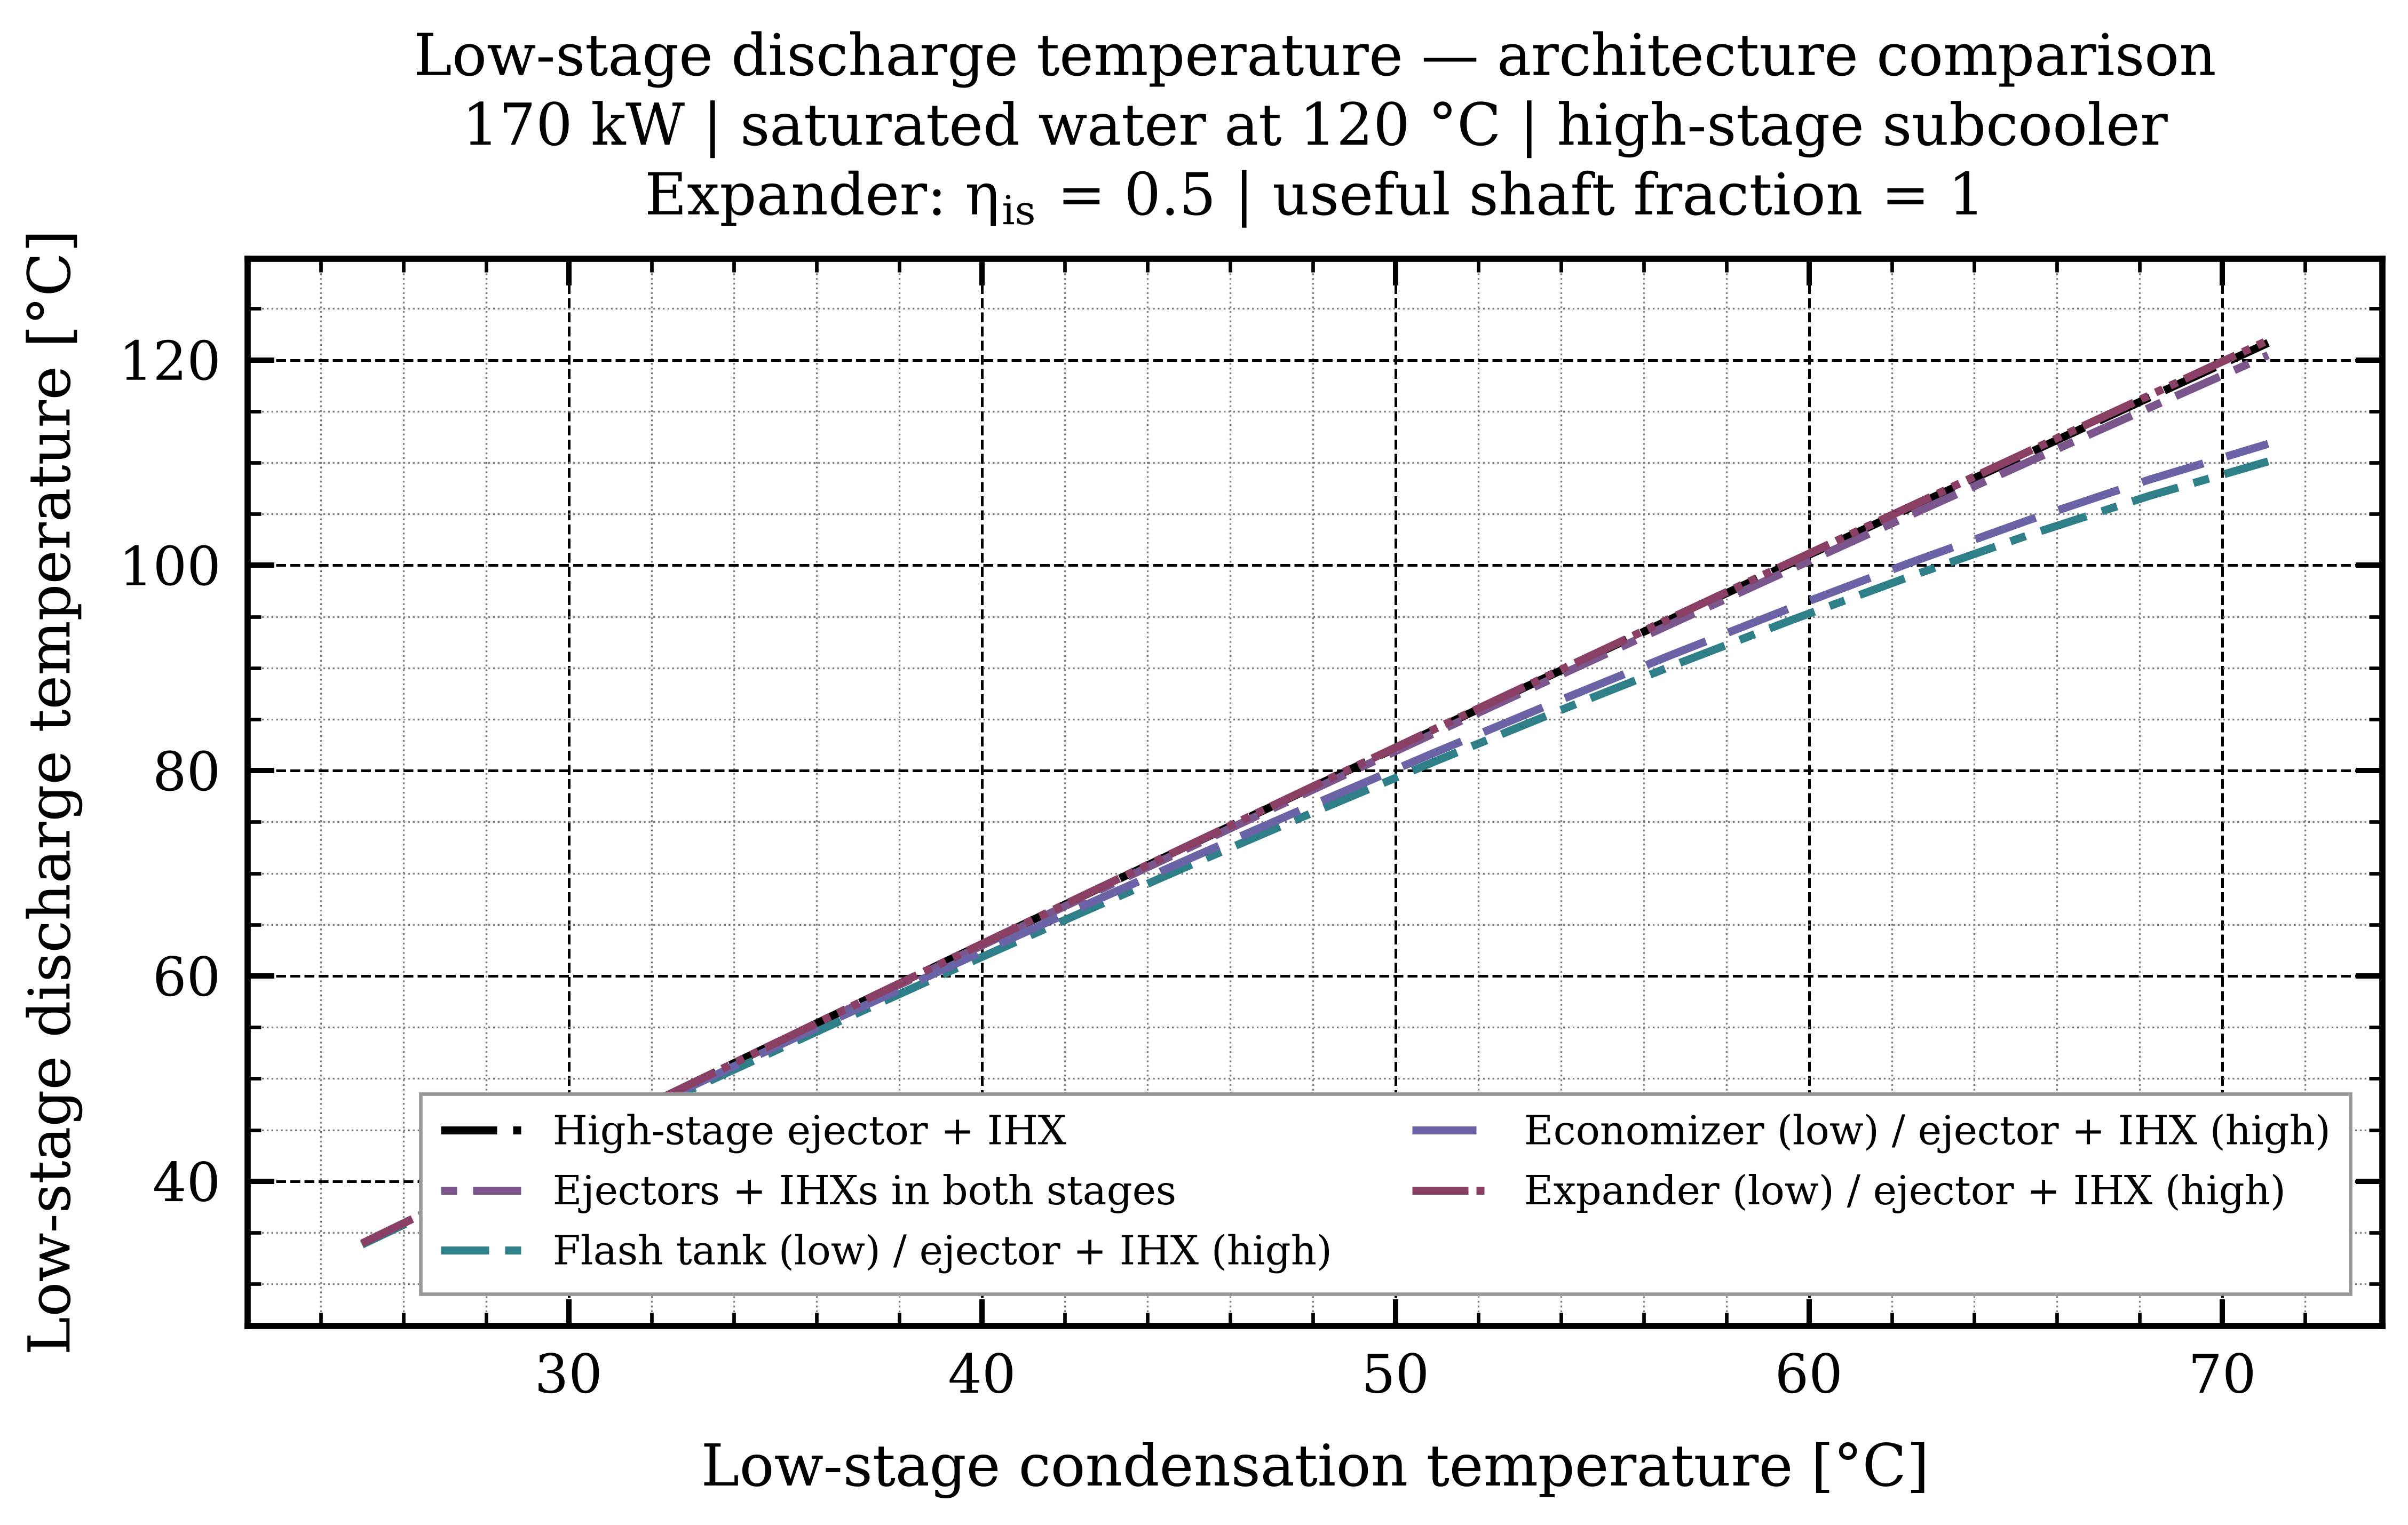 Low-stage discharge temperature — architecture comparison
170 kW | saturated water at 120 °C | high-stage subcooler
Expander: ηis = 0.5 | useful shaft fraction = 1
Low-stage discharge temperature [°C]
120
100
80
60
40
High-stage ejector + IHX
Ejectors + IHXs in both stages
Flash tank (low) / ejector + IHX (high)
Economizer (low) / ejector + IHX (high)
Expander (low) / ejector + IHX (high)
30
40
50
60
70
Low-stage condensation temperature [°C]